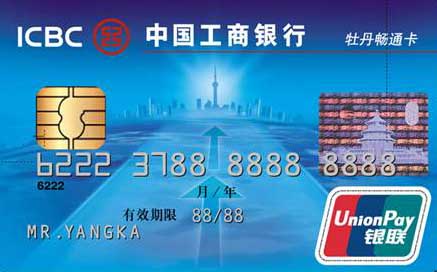 ICBC 中国工商银行 牡丹畅通卡
6222 3788 8888 8888
6222
月/年
有效期限 88/88
MR.YANGKA
UnionPay
银联